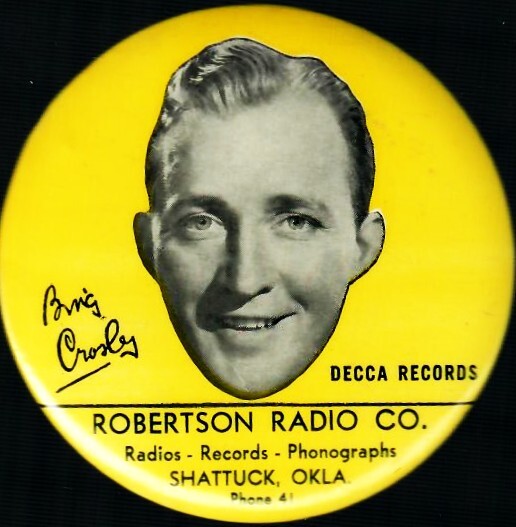 Bing
Crosby
DECCA RECORDS
ROBERTSON RADIO CO.
Radios - Records - Phonographs
SHATTUCK, OKLA.
Phone 41